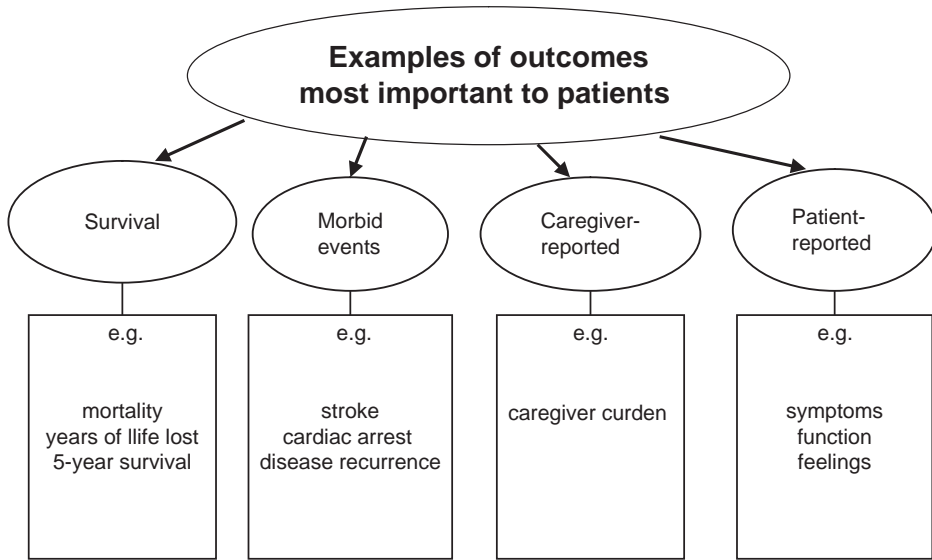 Examples of outcomes
most important to patients
Survival
Morbid
events
Caregiver-
reported
Patient-
reported
e.g.
mortality
years of llife lost
5-year survival
e.g.
stroke
cardiac arrest
disease recurrence
e.g.
caregiver curden
e.g.
symptoms
function
feelings